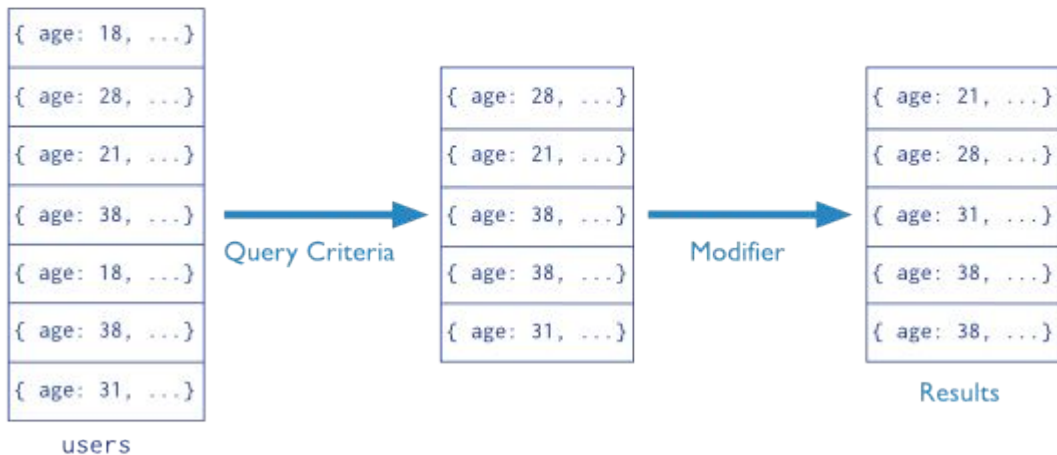 { age: 18, ...}
{ age: 28, ...}
{ age: 21, ...}
{ age: 38, ...}
{ age: 18, ...}
{ age: 38, ...}
{ age: 31, ...}
users
Query Criteria
{ age: 28, ...}
{ age: 21, ...}
{ age: 38, ...}
{ age: 38, ...}
{ age: 31, ...}
Modifier
{ age: 21, ...}
{ age: 28, ...}
{ age: 31, ...}
{ age: 38, ...}
{ age: 38, ...}
Results